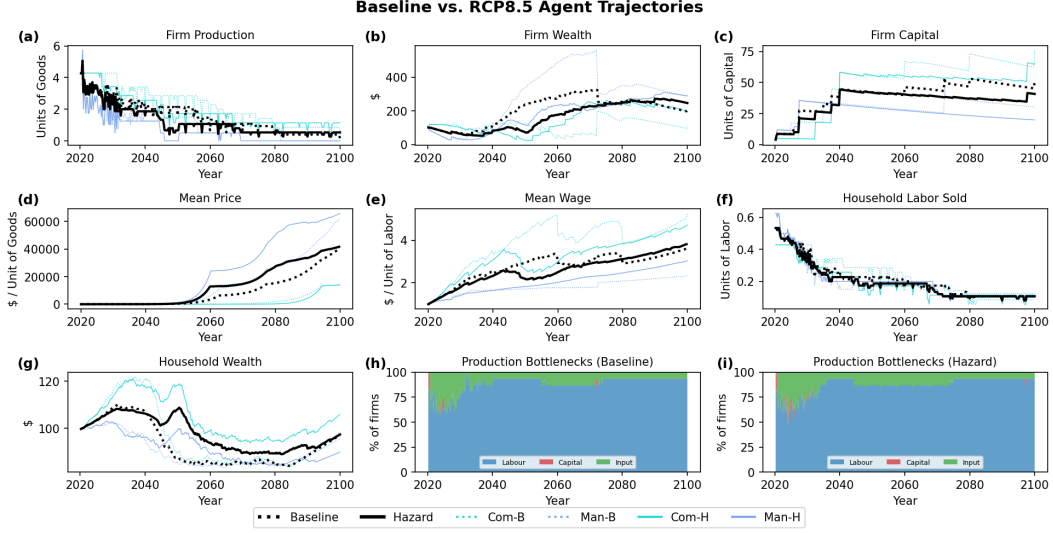 Baseline vs. RCP8.5 Agent Trajectories
(a) Firm Production
Units of Goods
6
4
2
0
2020 2040 2060 2080 2100
Year
(b) Firm Wealth
$
400
200
0
2020 2040 2060 2080 2100
Year
(c) Firm Capital
Units of Capital
75
50
25
0
2020 2040 2060 2080 2100
Year
(d) Mean Price
$ / Unit of Goods
60000
40000
20000
0
2020 2040 2060 2080 2100
Year
(e) Mean Wage
$ / Unit of Labor
4
2
2020 2040 2060 2080 2100
Year
(f) Household Labor Sold
Units of Labor
0.6
0.4
0.2
2020 2040 2060 2080 2100
Year
(g) Household Wealth
$
120
100
2020 2040 2060 2080 2100
Year
(h) Production Bottlenecks (Baseline)
% of firms
100
75
50
25
0
Labour Capital Input
2020 2040 2060 2080 2100
Year
(i) Production Bottlenecks (Hazard)
% of firms
100
75
50
25
0
Labour Capital Input
2020 2040 2060 2080 2100
Year
Baseline Hazard Com-B Man-B Com-H Man-H